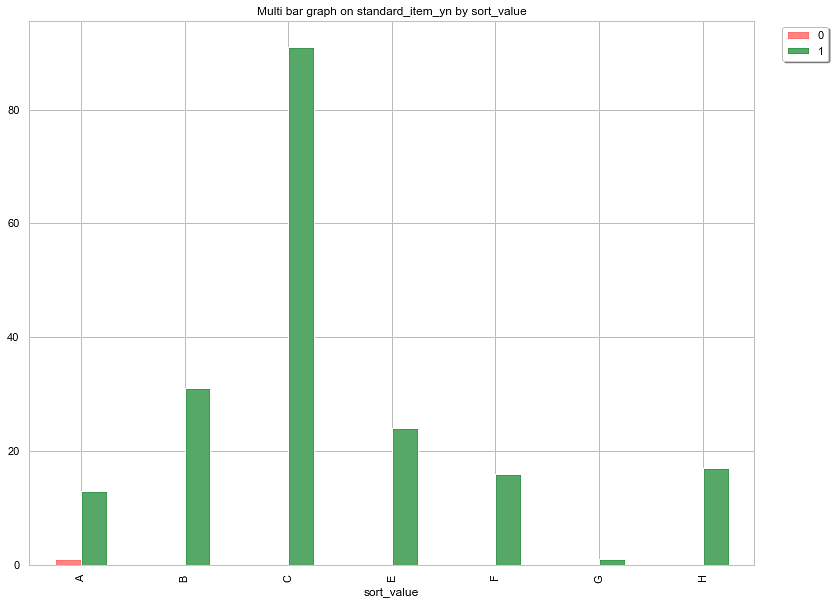 Multi bar graph on standard_item_yn by sort_value
0
1
80
60
40
20
0
A
B
C
E
F
G
H
sort_value